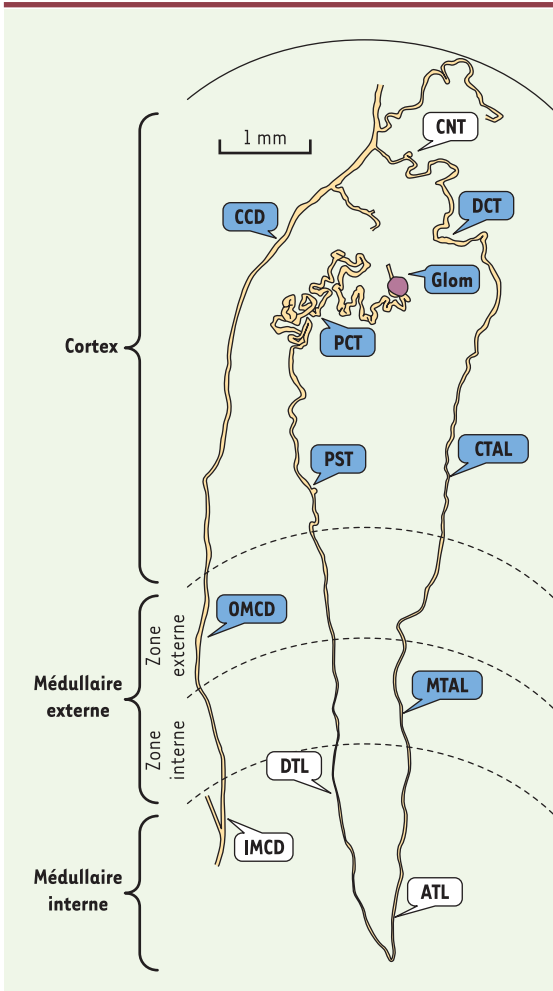 CNT
1 mm
DCT
CCD
Glom
PCT
Cortex
CTAL
PST
OMCD
Zone
externe
Médullaire
externe
MTAL
Zone
interne
DTL
IMCD
Médullaire
interne
ATL